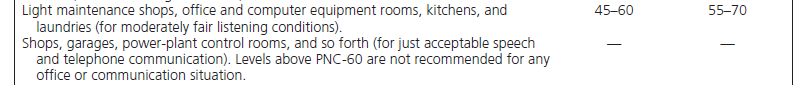 Light maintenance shops, office and computer equipment rooms, kitchens, and 45–60 55–70
laundries (for moderately fair listening conditions).
Shops, garages, power-plant control rooms, and so forth (for just acceptable speech — —
and telephone communication). Levels above PNC-60 are not recommended for any
office or communication situation.